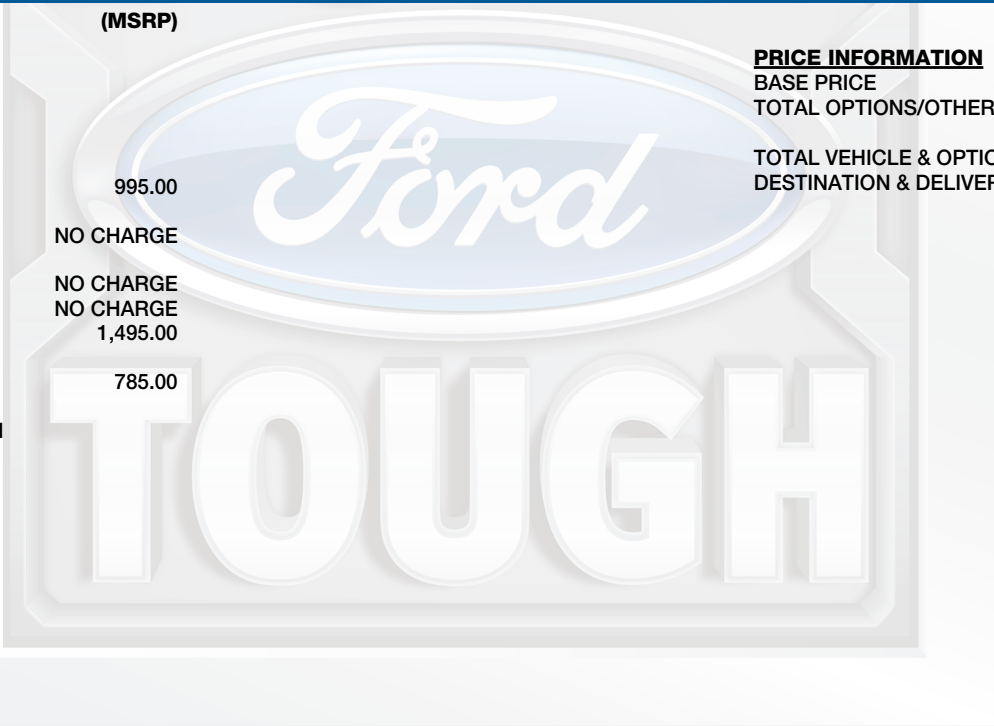 (MSRP)
995.00
NO CHARGE
NO CHARGE
NO CHARGE
1,495.00
785.00
PRICE INFORMATION
BASE PRICE
TOTAL OPTIONS/OTHER
TOTAL VEHICLE & OPTIO
DESTINATION & DELIVER
Ford
TOUGH